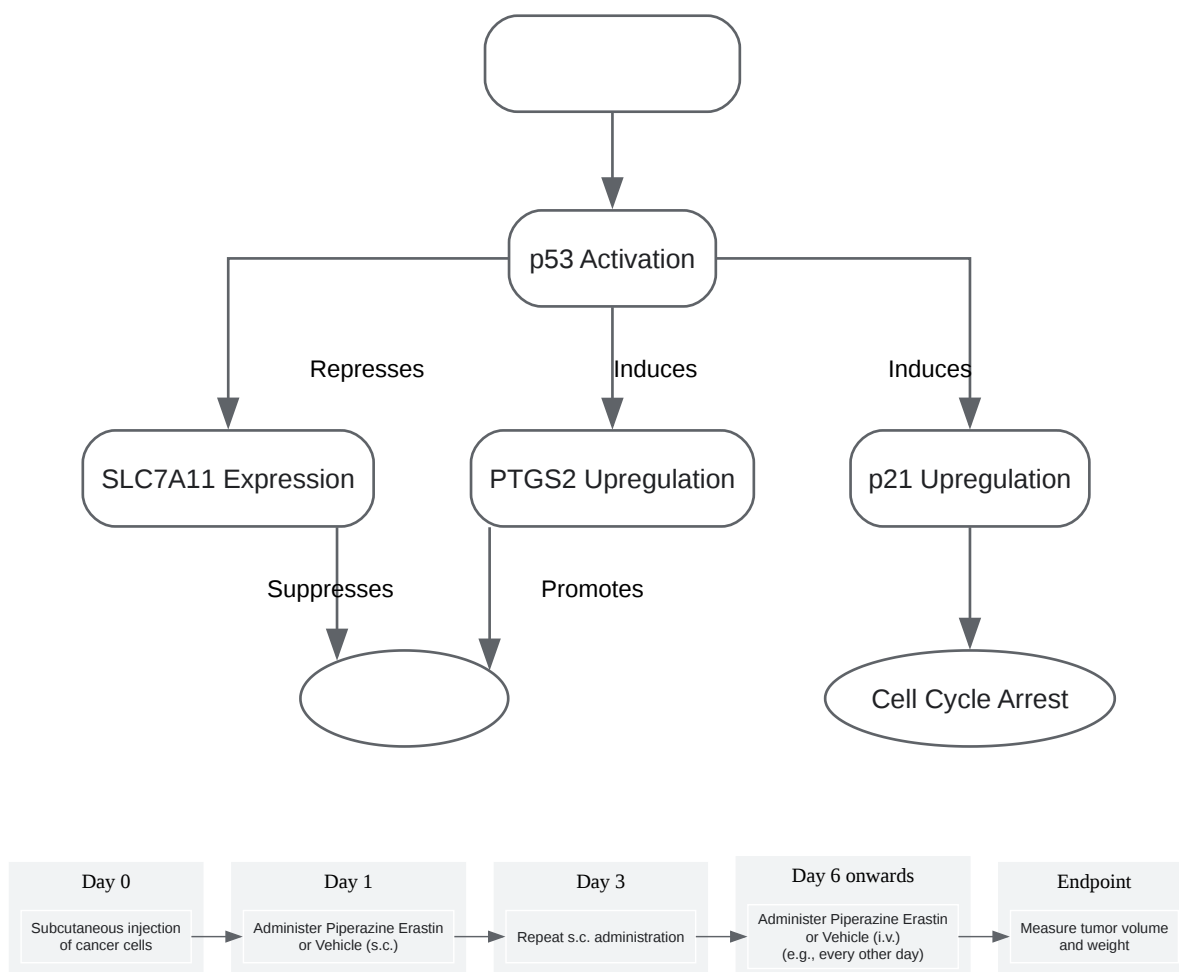 p53 Activation
Represses
Induces
Induces
SLC7A11 Expression
PTGS2 Upregulation
p21 Upregulation
Suppresses
Promotes
Cell Cycle Arrest
Day 0
Subcutaneous injection
of cancer cells
Day 1
Administer Piperazine Erastin
or Vehicle (s.c.)
Day 3
Repeat s.c. administration
Day 6 onwards
Administer Piperazine Erastin
or Vehicle (i.v.)
(e.g., every other day)
Endpoint
Measure tumor volume
and weight